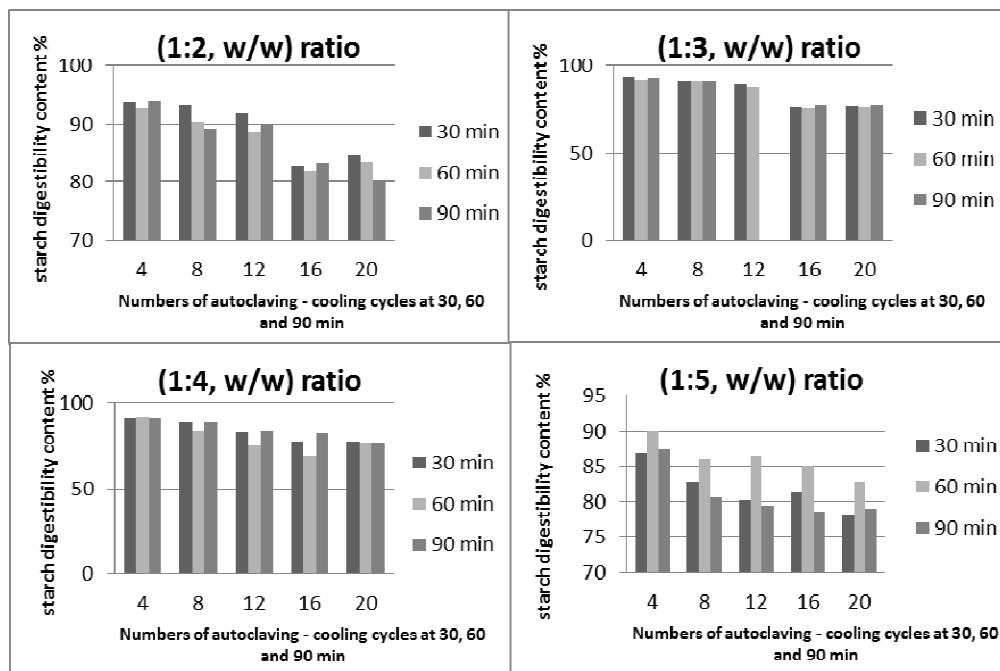 (1:2, w/w) ratio
starch digestibility content %
100
90
80
70
4 8 12 16 20
30 min
60 min
90 min
Numbers of autoclaving - cooling cycles at 30, 60
and 90 min
(1:3, w/w) ratio
starch digestibility content %
100
50
0
4 8 12 16 20
30 min
60 min
90 min
Numbers of autoclaving - cooling cycles at 30, 60
and 90 min
(1:4, w/w) ratio
starch digestibility content %
100
50
0
4 8 12 16 20
30 min
60 min
90 min
Numbers of autoclaving - cooling cycles at 30, 60
and 90 min
(1:5, w/w) ratio
starch digestibility content %
95
90
85
80
75
70
4 8 12 16 20
30 min
60 min
90 min
Numbers of autoclaving - cooling cycles at 30, 60
and 90 min